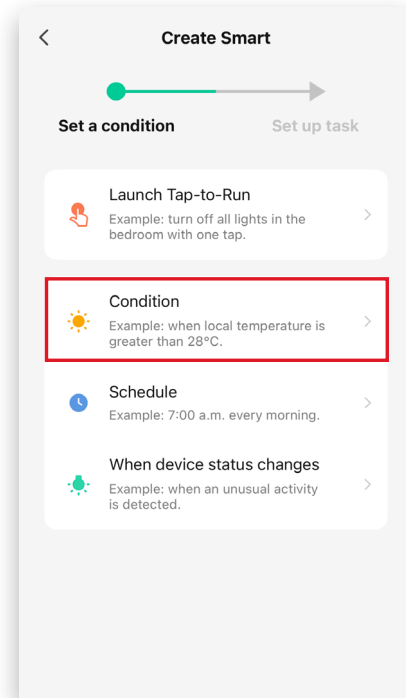 Create Smart
Set a condition
Set up task
Launch Tap-to-Run
Example: turn off all lights in the
bedroom with one tap.
Condition
Example: when local temperature is
greater than 28°C.
Schedule
Example: 7:00 a.m. every morning.
When device status changes
Example: when an unusual activity
is detected.